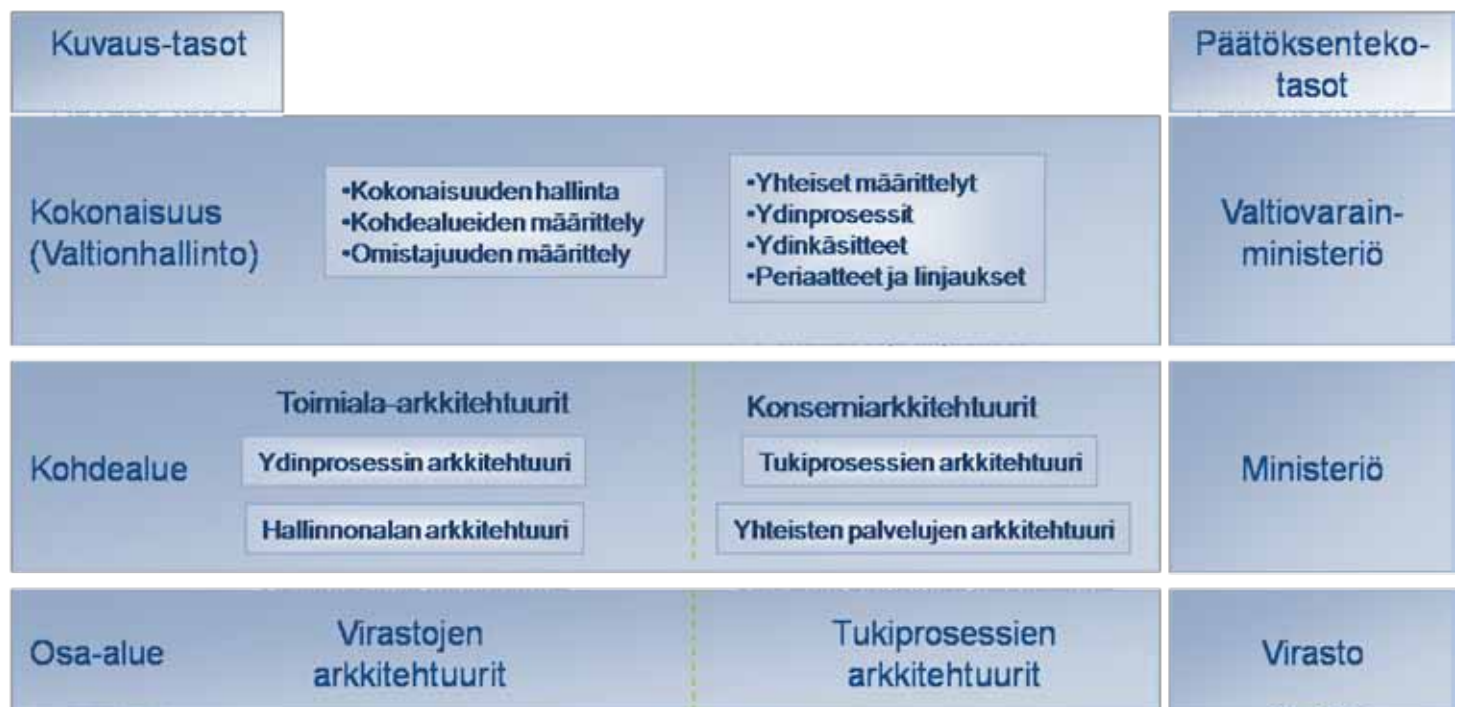 Kuvaus-tasot
Päätöksenteko-
tasot
Kokonaisuus
(Valtionhallinto)
•Kokonaisuuden hallinta
•Kohdealueiden määrittely
•Omistajuuden määrittely
•Yhteiset määrittelyt
•Ydinprosessit
•Ydinkäsitteet
•Periaatteet ja linjaukset
Valtiovarain-
ministeriö
Kohdealue
Toimiala-arkkitehtuurit
Ydinprosessin arkkitehtuuri
Hallinnonalan arkkitehtuuri
Konserniarkkitehtuurit
Tukiprosessien arkkitehtuuri
Yhteisten palvelujen arkkitehtuuri
Ministeriö
Osa-alue
Virastojen
arkkitehtuurit
Tukiprosessien
arkkitehtuurit
Virasto